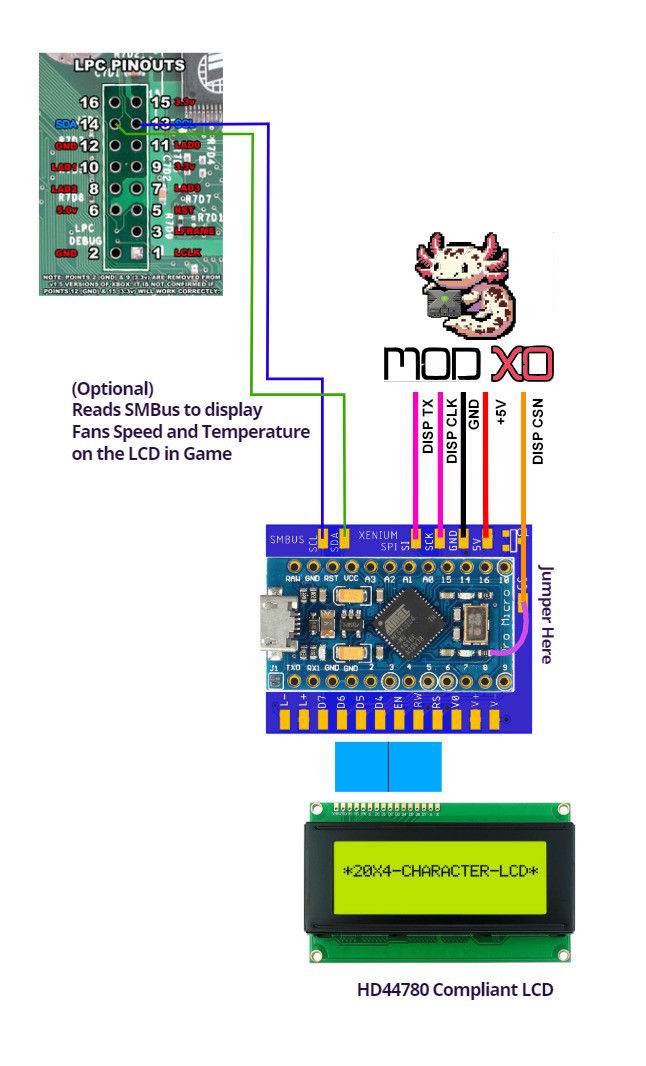 LPC PINOUTS
16 15 3.3v
SDA 14 13 SCL
GND 12 11 LAD0
LAD1 10 9 3.3v
LAD2 8 7 LAD3
5.0v 6 5 RST
3 LFRAME
LPC
DEBUG
GND 2 1 LCLK
R7D4
R7D7
R7D8
R7D1
NOTE: POINTS 2 (GND) & 9 (3.3v) ARE REMOVED FROM
v1.5 VERSIONS OF XBOX. IT IS NOT CONFIRMED IF
POINTS 12 (GND) & 15 (3.3v) WILL WORK CORRECTLY.
MOD XO
(Optional)
Reads SMBus to display
Fans Speed and Temperature
on the LCD in Game
DISP TX
DISP CLK
GND
+5V
DISP CSN
SMBUS SCL SDA XENIUM
SPI SI SCK GND 5V
RAW GND RST VCC A3 A2 A1 A0 15 14 16 10
Jumper Here
ro Micro
J1
TXO RX1 GND GND 2 3 4 5 6 7 8 9
L- L+ D7 D6 D5 D4 EN RW RS V0 V+ V
*20X4-CHARACTER-LCD*
HD44780 Compliant LCD